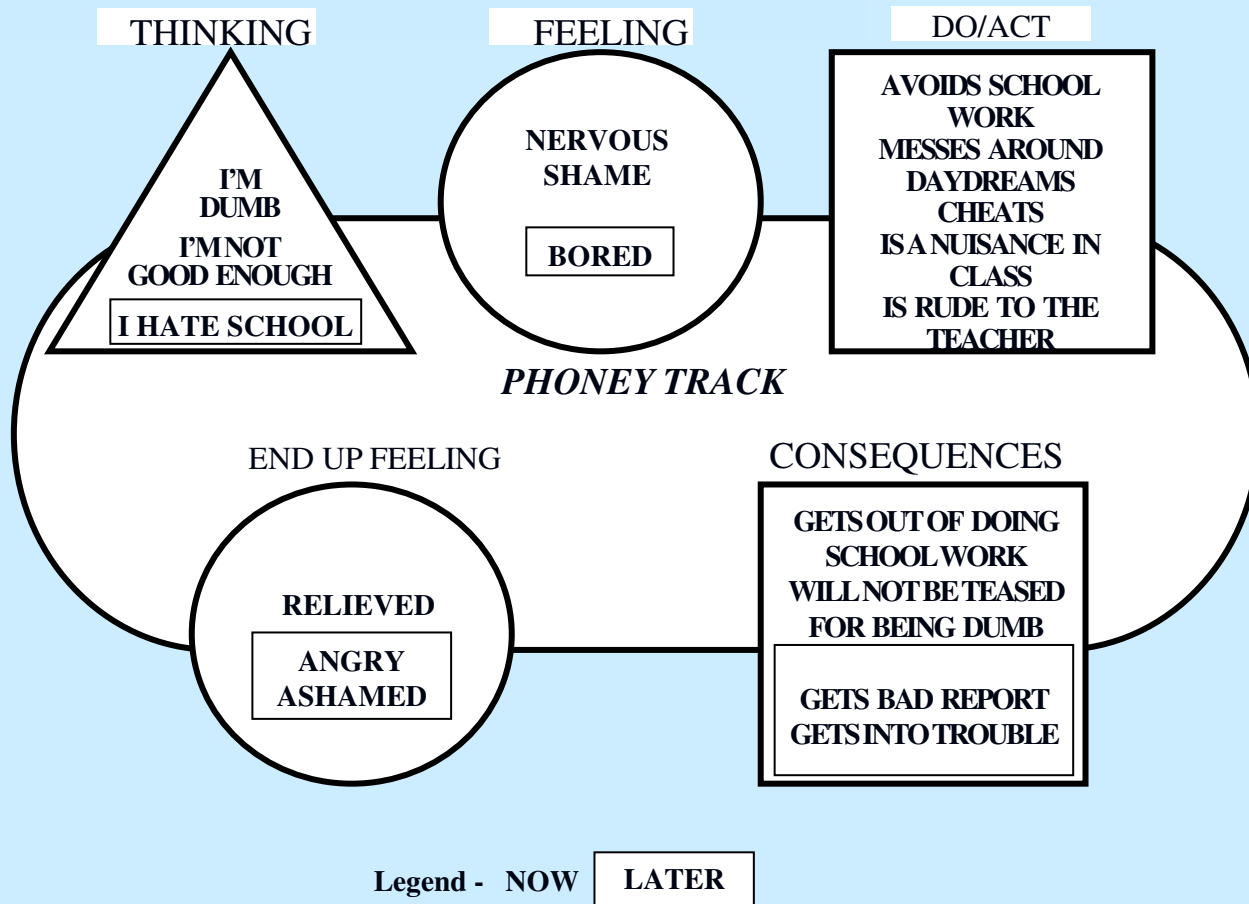 THINKING
FEELING
DO/ACT
I'M
DUMB
I'M NOT
GOOD ENOUGH
I HATE SCHOOL
NERVOUS
SHAME
BORED
AVOIDS SCHOOL
WORK
MESSES AROUND
DAYDREAMS
CHEATS
IS A NUISANCE IN
CLASS
IS RUDE TO THE
TEACHER
PHONEY TRACK
END UP FEELING
CONSEQUENCES
RELIEVED
ANGRY
ASHAMED
GETS OUT OF DOING
SCHOOL WORK
WILL NOT BE TEASED
FOR BEING DUMB
GETS BAD REPORT
GETS INTO TROUBLE
Legend - NOW LATER